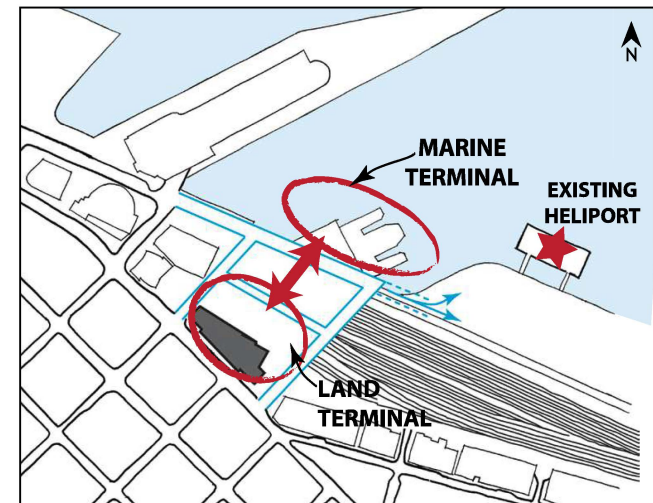 N
MARINE
TERMINAL
EXISTING
HELIPORT
LAND
TERMINAL